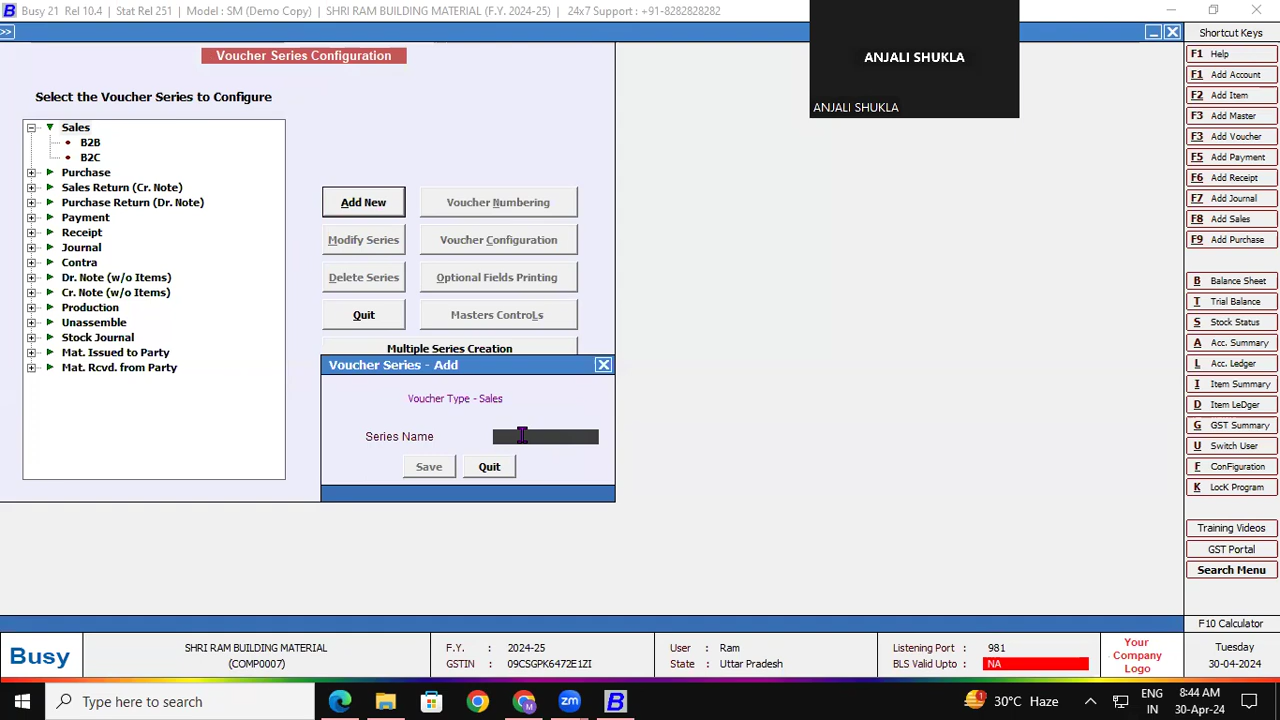 Busy 21 Rel 10.4 | Stat Rel 251 | Model : SM (Demo Copy) | SHRI RAM BUILDING MATERIAL (F.Y. 2024-25) | 24x7 Support : +91-8282828282
>>
Voucher Series Configuration
Select the Voucher Series to Configure
Sales
B2B
B2C
Purchase
Sales Return (Cr. Note)
Purchase Return (Dr. Note)
Payment
Receipt
Journal
Contra
Dr. Note (w/o Items)
Cr. Note (w/o Items)
Production
Unassemble
Stock Journal
Mat. Issued to Party
Mat. Rcvd. from Party
Add New
Voucher Numbering
Modify Series
Voucher Configuration
Delete Series
Optional Fields Printing
Quit
Masters ControLs
Multiple Series Creation
Voucher Series - Add
Voucher Type - Sales
Series Name
Save
Quit
ANJALI SHUKLA
ANJALI SHUKLA
Shortcut Keys
F1 Help
F1 Add Account
F2 Add Item
F3 Add Master
F3 Add Voucher
F5 Add Payment
F6 Add Receipt
F7 Add Journal
F8 Add Sales
F9 Add Purchase
B Balance Sheet
T Trial Balance
S Stock Status
A Acc. Summary
L Acc. Ledger
I Item Summary
D Item LeDger
G GST Summary
U Switch User
F ConFiguration
K LocK Program
Training Videos
GST Portal
Search Menu
F10 Calculator
Busy
SHRI RAM BUILDING MATERIAL
(COMP0007)
F.Y. : 2024-25
GSTIN : 09CSGPK6472E1ZI
User : Ram
State : Uttar Pradesh
Listening Port : 981
BLS Valid Upto : NA
Your
Company
Logo
Tuesday
30-04-2024
Type here to search
1
30°C Haze
ENG
IN
8:44 AM
30-Apr-24